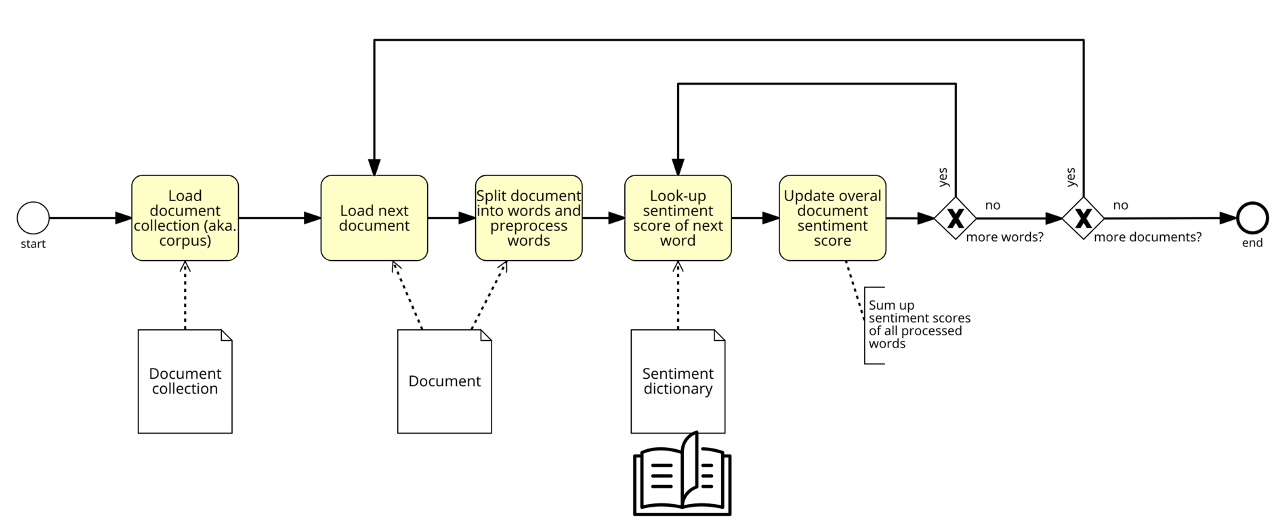 start
Load
document
collection (aka.
corpus)
Load next
document
Split document
into words and
preprocess
words
Look-up
sentiment
score of next
word
Update overal
document
sentiment
score
yes
no
more words?
yes
no
more documents?
end
Document
collection
Document
Sentiment
dictionary
Sum up
sentiment scores
of all processed
words